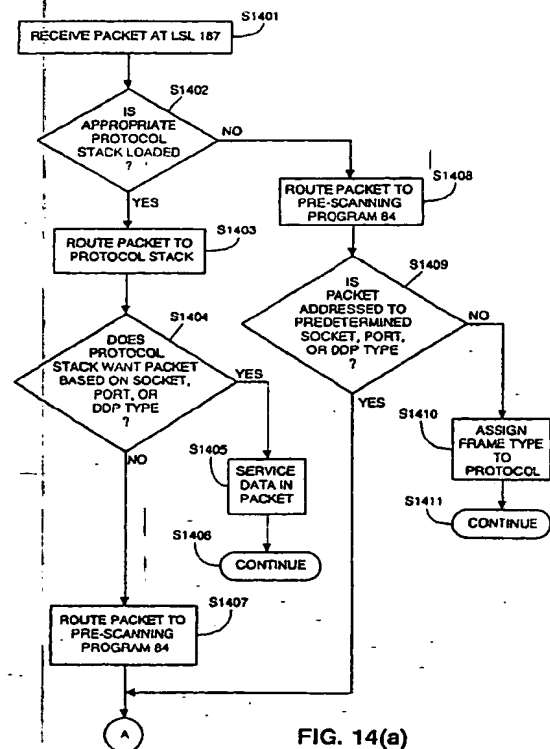 S1401
RECEIVE PACKET AT LSL 187
S1402
IS
APPROPRIATE
PROTOCOL
STACK LOADED
?
NO
YES
S1408
ROUTE PACKET TO
PRE-SCANNING
PROGRAM 84
S1403
ROUTE PACKET TO
PROTOCOL STACK
S1409
IS
PACKET
ADDRESSED TO
PREDETERMINED
SOCKET, PORT,
OR DDP TYPE
?
NO
YES
S1404
DOES
PROTOCOL
STACK WANT PACKET
BASED ON SOCKET,
PORT, OR
DDP TYPE
?
YES
NO
S1410
ASSIGN
FRAME TYPE
TO
PROTOCOL
S1405
SERVICE
DATA IN
PACKET
S1411
CONTINUE
S1406
CONTINUE
S1407
ROUTE PACKET TO
PRE-SCANNING
PROGRAM 84
A
FIG. 14(a)